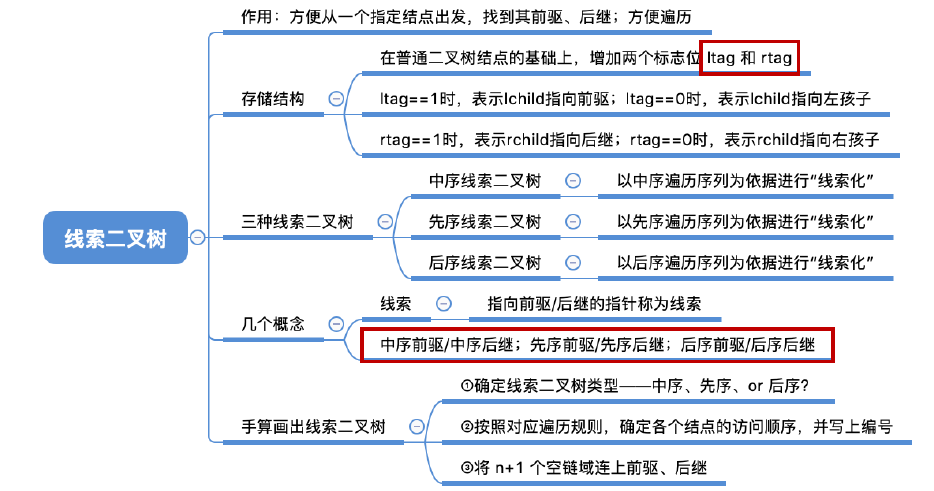 作用：方便从一个指定结点出发，找到其前驱、后继；方便遍历
在普通二叉树结点的基础上，增加两个标志位 ltag 和 rtag
存储结构
ltag==1时，表示lchild指向前驱；ltag==0时，表示lchild指向左孩子
rtag==1时，表示rchild指向后继；rtag==0时，表示rchild指向右孩子
中序线索二叉树
以中序遍历序列为依据进行“线索化”
三种线索二叉树
先序线索二叉树
以先序遍历序列为依据进行“线索化”
线索二叉树
后序线索二叉树
以后序遍历序列为依据进行“线索化”
线索
指向前驱/后继的指针称为线索
几个概念
中序前驱/中序后继；先序前驱/先序后继；后序前驱/后序后继
①确定线索二叉树类型——中序、先序、or 后序？
手算画出线索二叉树
②按照对应遍历规则，确定各个结点的访问顺序，并写上编号
③将 n+1 个空链域连上前驱、后继